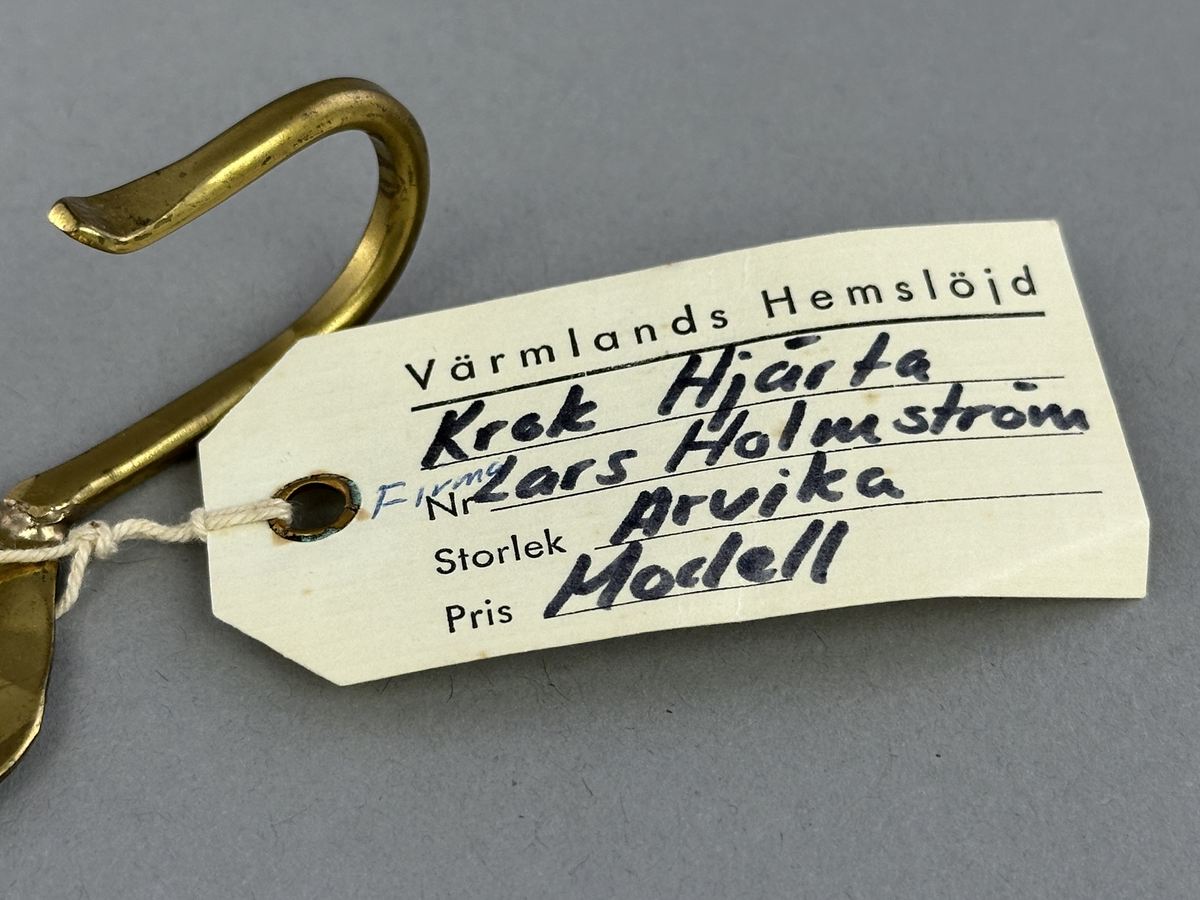 Värmlands Hemslöjd
Krok Hjärta
Firma Lars Holmström
Nr
Storlek Arvika
Pris Modell